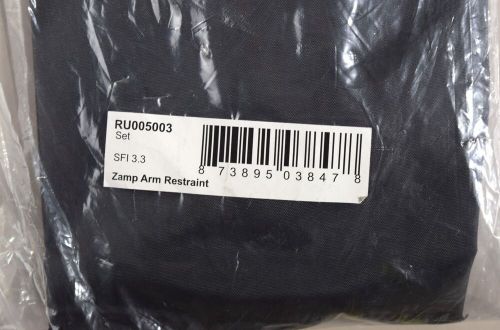 RU005003
Set
SFI 3.3
8 73895 03847 8
Zamp Arm Restraint